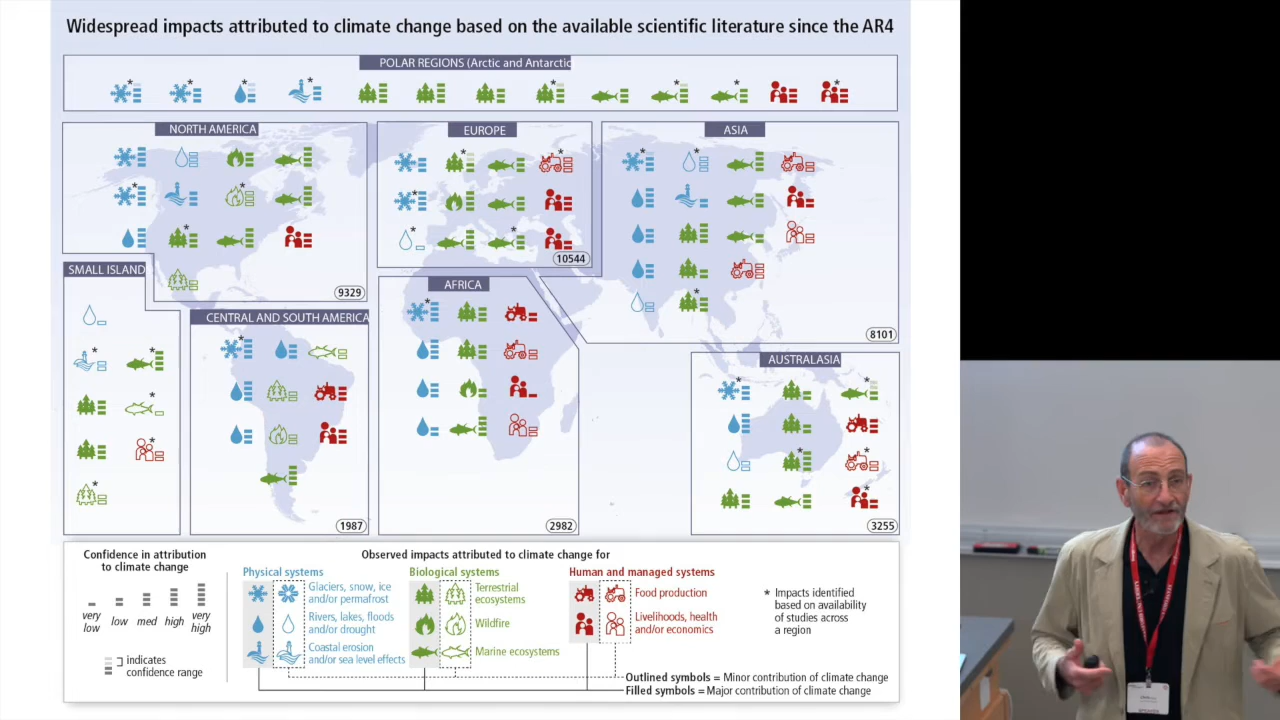 Widespread impacts attributed to climate change based on the available scientific literature since the AR4
POLAR REGIONS (Arctic and Antarctic
NORTH AMERICA
EUROPE
ASIA
10544
SMALL ISLAND
9329
AFRICA
CENTRAL AND SOUTH AMERICA
8101
AUSTRALASIA
1987
2982
3255
Confidence in attribution
to climate change
very
low
low
med
high
very
high
indicates
confidence range
Observed impacts attributed to climate change for
Physical systems
Glaciers, snow, ice
and/or permafrost
Rivers, lakes, floods
and/or drought
Coastal erosion
and/or sea level effects
Biological systems
Terrestrial
ecosystems
Wildfire
Marine ecosystems
Human and managed systems
Food production
Livelihoods, health
and/or economics
* Impacts identified
based on availability
of studies across
a region
Outlined symbols = Minor contribution of climate change
Filled symbols = Major contribution of climate change